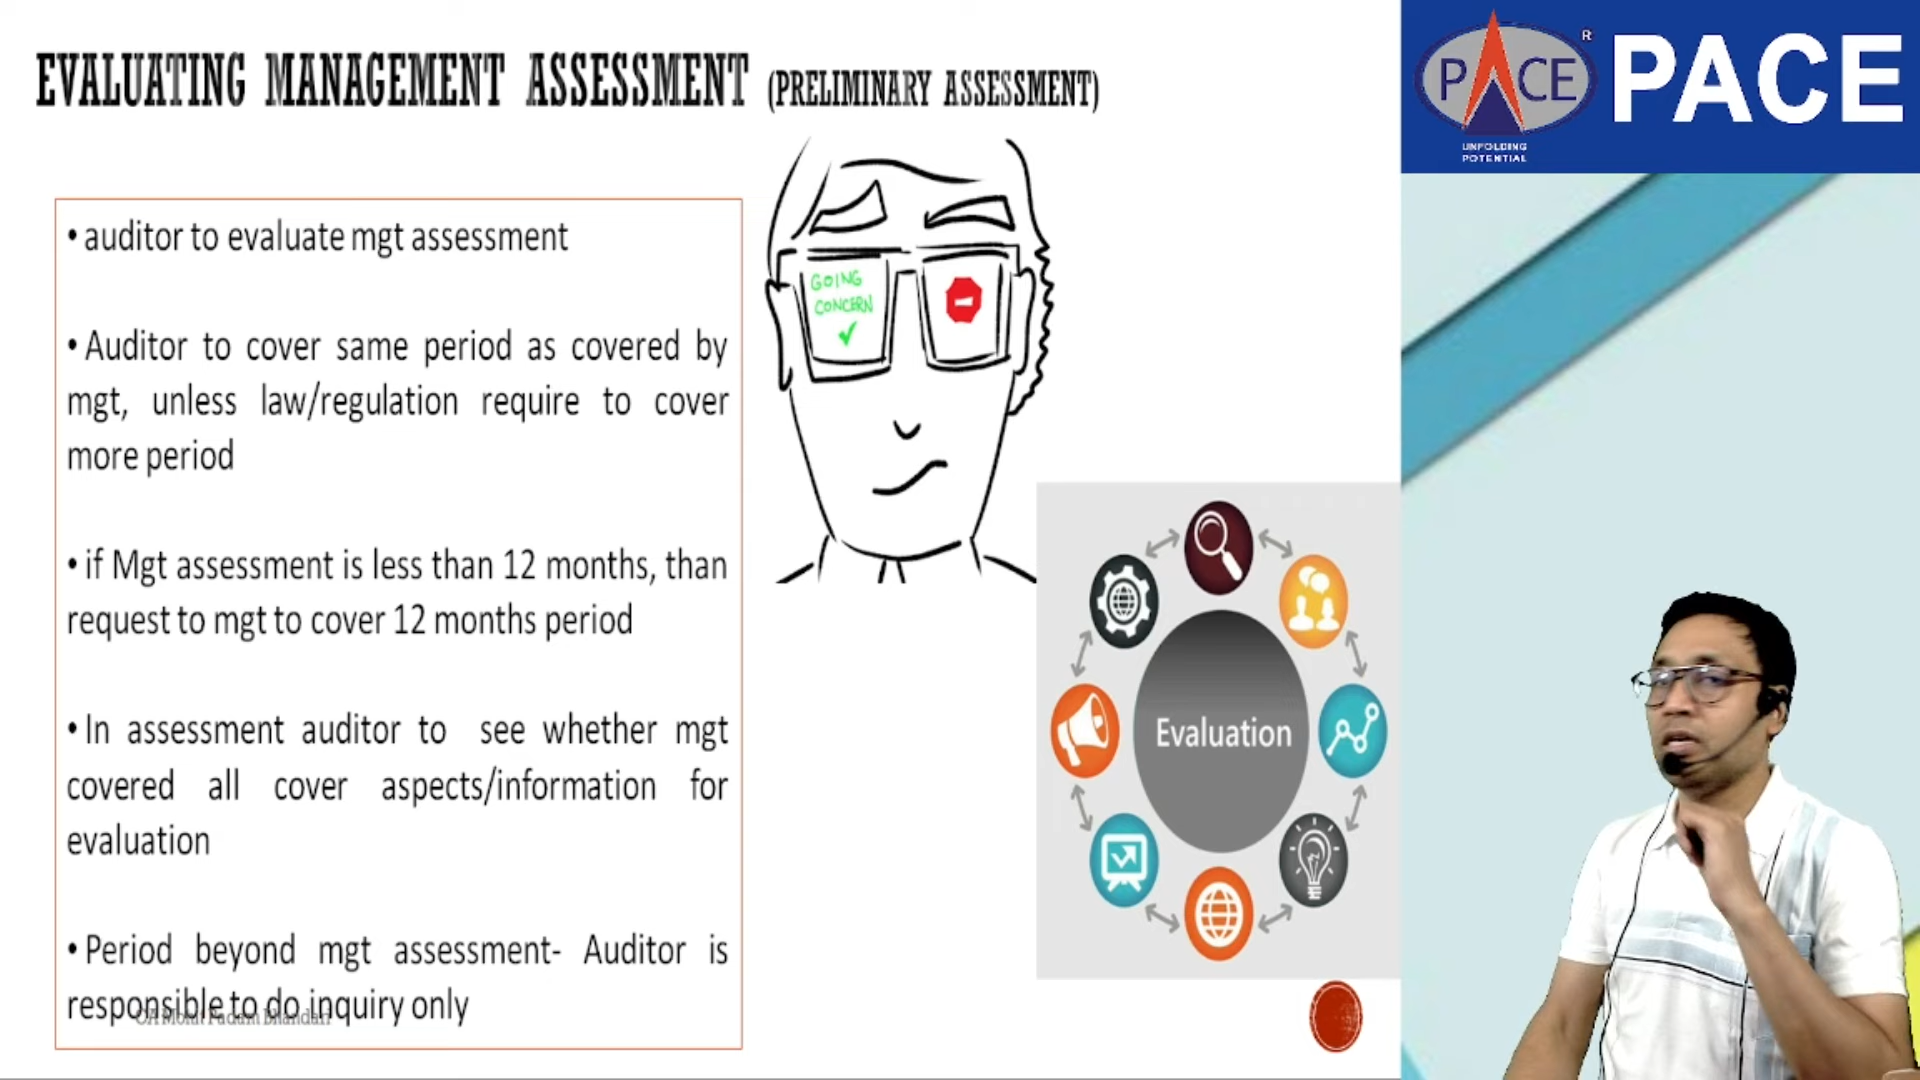 EVALUATING MANAGEMENT ASSESSMENT (PRELIMINARY ASSESSMENT)
• auditor to evaluate mgt assessment
• Auditor to cover same period as covered by
mgt, unless law/regulation require to cover
more period
• if Mgt assessment is less than 12 months, than
request to mgt to cover 12 months period
• In assessment auditor to see whether mgt
covered all cover aspects/information for
evaluation
• Period beyond mgt assessment- Auditor is
responsible to do inquiry only
CA Mohit Padam Bhandari
GOING
CONCERN
Evaluation
PACE
R
UNFOLDING
POTENTIAL
PACE